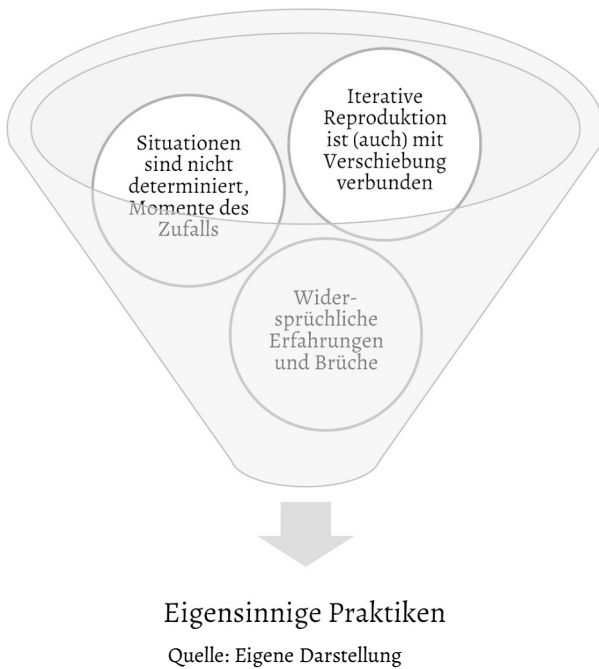 Iterative
Reproduktion
ist (auch) mit
Verschiebung
verbunden
Situationen
sind nicht
determiniert,
Momente des
Zufalls
Wider-
sprüchliche
Erfahrungen
und Brüche
Eigensinnige Praktiken
Quelle: Eigene Darstellung